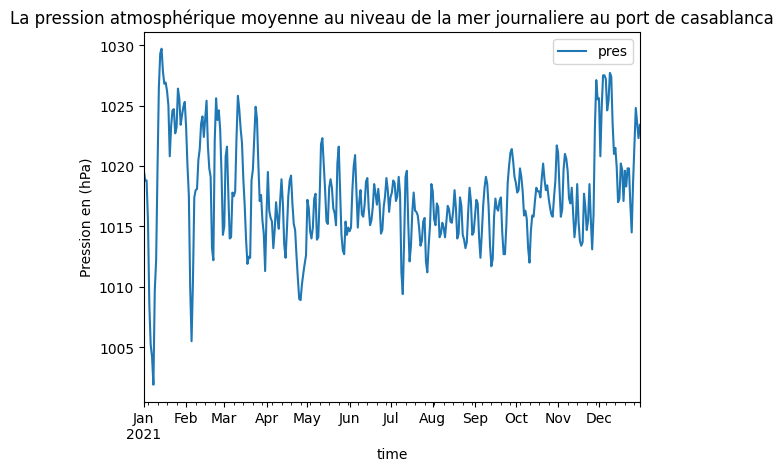 La pression atmosphérique moyenne au niveau de la mer journaliere au port de casablanca
pres
Pression en (hPa)
1030
1025
1020
1015
1010
1005
Jan Feb Mar Apr May Jun Jul Aug Sep Oct Nov Dec
2021
time